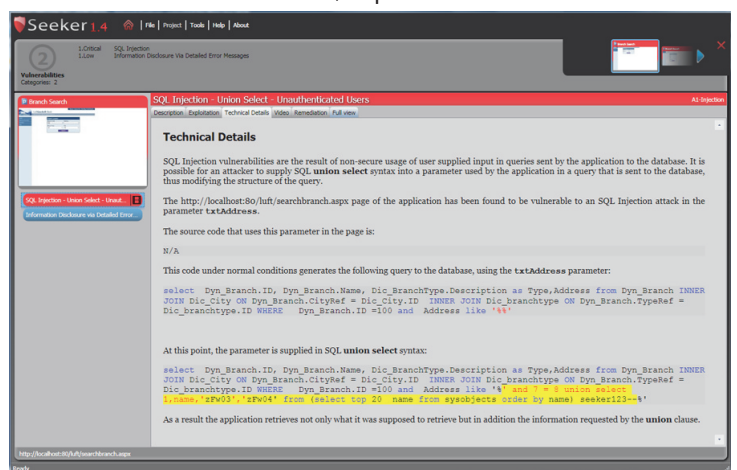 Seeker 1.4 | File | Project | Tools | Help | About
2
Vulnerabilities
Categories: 2
1.Critical SQL Injection
1.Low Information Disclosure Via Detailed Error Messages
Branch Search
SQL Injection - Union Select - Unaut...
Information Disclosure via Detailed Error...
SQL Injection - Union Select - Unauthenticated Users A1-Injection
Description Exploitation Technical Details Video Remediation Full view
Technical Details
SQL Injection vulnerabilities are the result of non-secure usage of user supplied input in queries sent by the application to the database. It is
possible for an attacker to supply SQL union select syntax into a parameter used by the application in a query that is sent to the database,
thus modifying the structure of the query.
The http://localhost:80/luft/searchbranch.aspx page of the application has been found to be vulnerable to an SQL Injection attack in the
parameter txtAddress.
The source code that uses this parameter in the page is:
N/A
This code under normal conditions generates the following query to the database, using the txtAddress parameter:
select Dyn_Branch.ID, Dyn_Branch.Name, Dic_BranchType.Description as Type,Address from Dyn_Branch INNER
JOIN Dic_City ON Dyn_Branch.CityRef = Dic_City.ID INNER JOIN Dic_branchtype ON Dyn_Branch.TypeRef =
Dic_branchtype.ID WHERE Dyn_Branch.ID =100 and Address like '%%'
At this point, the parameter is supplied in SQL union select syntax:
select Dyn_Branch.ID, Dyn_Branch.Name, Dic_BranchType.Description as Type,Address from Dyn_Branch INNER
JOIN Dic_City ON Dyn_Branch.CityRef = Dic_City.ID INNER JOIN Dic_branchtype ON Dyn_Branch.TypeRef =
Dic_branchtype.ID WHERE Dyn_Branch.ID =100 and Address like '%' and 7 = 8 union select
1,name,'zFw03','zFw04' from (select top 20 name from sysobjects order by name) seeker123--%'
As a result the application retrieves not only what it was supposed to retrieve but in addition the information requested by the union clause.
http://localhost:80/luft/searchbranch.aspx
Ready